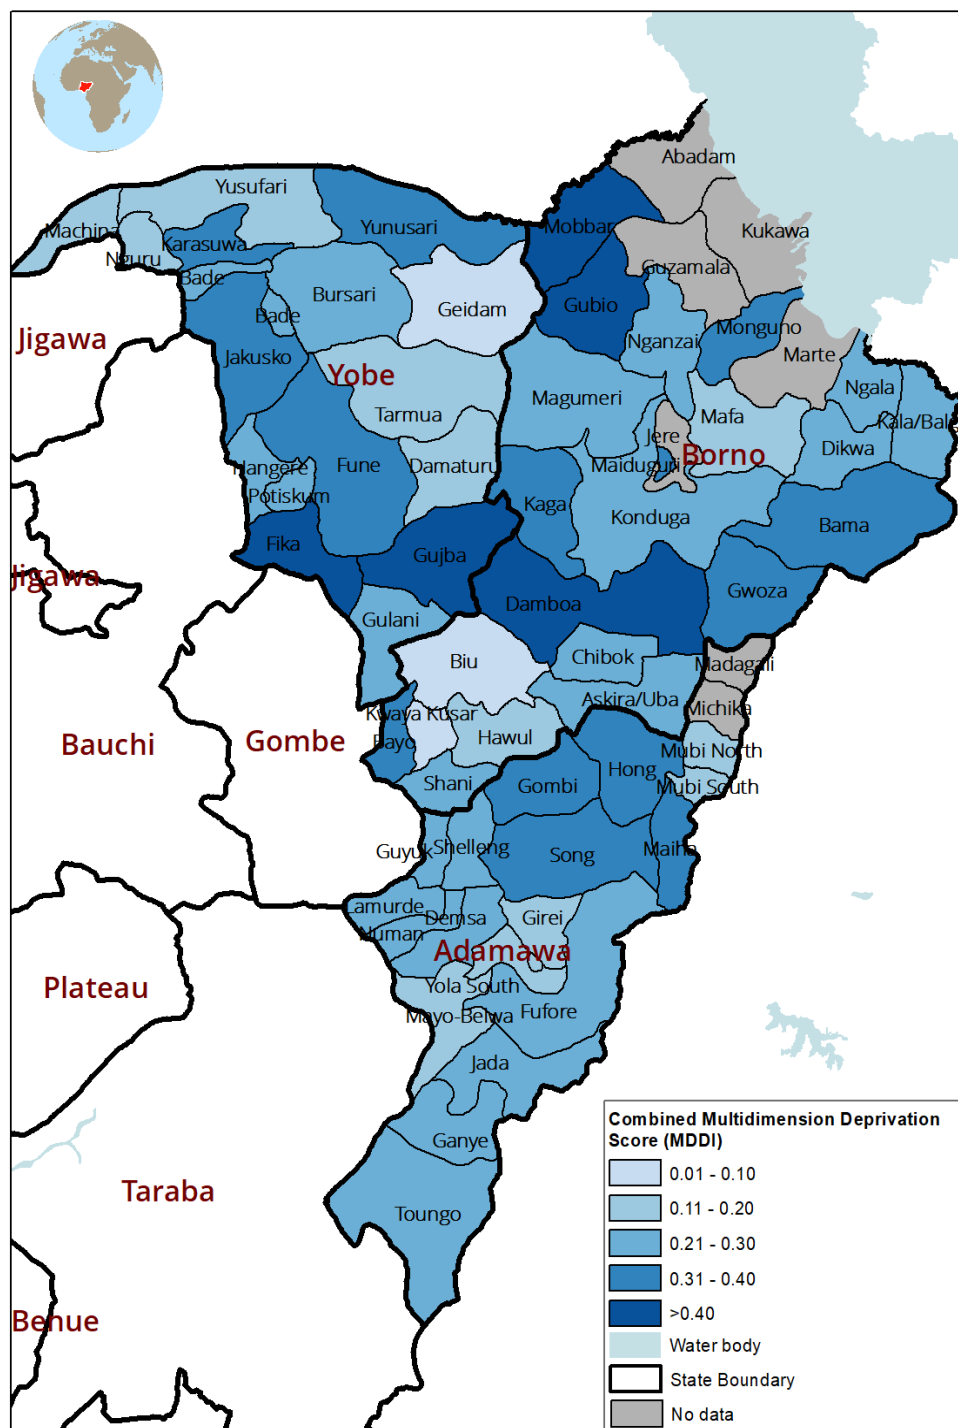 Abadam
Yusufari
Mobbar
Yunusari
Machina
Kukawa
Karasuwa
Nguru
Guzamala
Bade
Bursari
Gubio
Geidam
Bade
Monguno
Jigawa
Nganzai
Marte
Jakusko
Yobe
Ngala
Magumeri
Tarmua
Mafa
Kala/Balge
Jere
Dikwa
Borno
Nangere
Fune
Damaturu
Maiduguri
Potiskum
Kaga
Konduga
Bama
Fika
Gujba
Jigawa
Gwoza
Damboa
Gulani
Chibok
Biu
Madagali
Askira/Uba
Michika
Kwaya Kusar
Hawul
Bauchi
Gombe
Bayo
Mubi North
Hong
Shani
Gombi
Mubi South
Guyuk
Shelleng
Song
Maiha
Lamurde
Demsa
Girei
Numan
Adamawa
Plateau
Yola South
Fufore
Mayo-Belwa
Jada
Ganye
Taraba
Toungo
Benue
Combined Multidimension Deprivation
Score (MDDI)
0.01 - 0.10
0.11 - 0.20
0.21 - 0.30
0.31 - 0.40
>0.40
Water body
State Boundary
No data